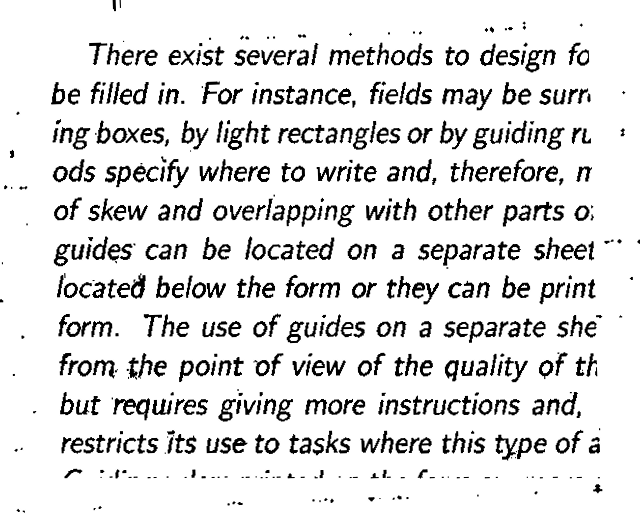 There exist several methods to design fo
be filled in. For instance, fields may be surr
ing boxes, by light rectangles or by guiding ru
ods specify where to write and, therefore, m
of skew and overlapping with other parts o
guides can be located on a separate sheet
located below the form or they can be print
form. The use of guides on a separate she
from the point of view of the quality of th
but requires giving more instructions and,
restricts its use to tasks where this type of a